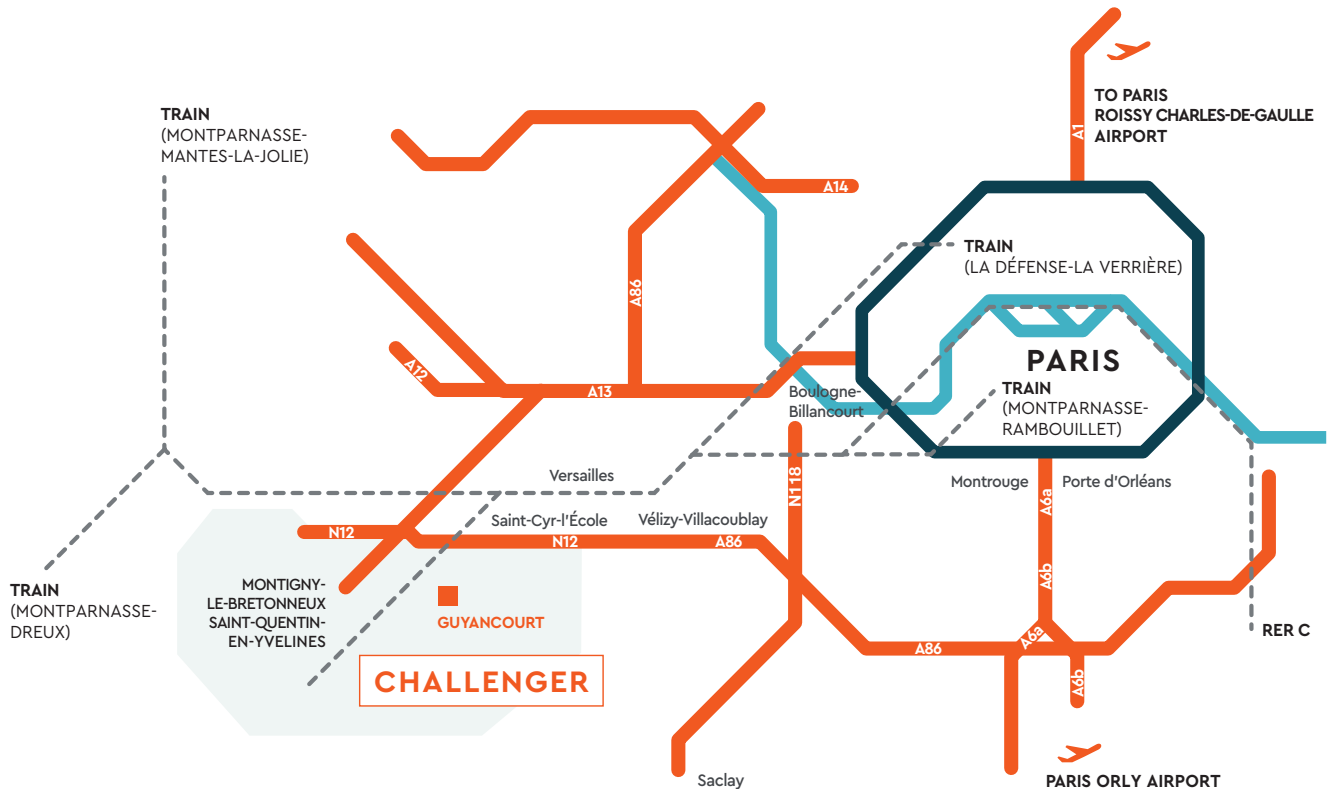 TO PARIS
ROISSY CHARLES-DE-GAULLE
AIRPORT
A1
TRAIN
(MONTPARNASSE-
MANTES-LA-JOLIE)
A14
TRAIN
(LA DÉFENSE-LA VERRIÈRE)
A86
A12
A13
PARIS
Boulogne-
Billancourt
TRAIN
(MONTPARNASSE-
RAMBOUILLET)
Versailles
N118
Montrouge
Porte d'Orléans
A6a
N12
Saint-Cyr-l'École
Vélizy-Villacoublay
N12
A86
A6b
TRAIN
(MONTPARNASSE-
DREUX)
MONTIGNY-
LE-BRETONNEUX
SAINT-QUENTIN-
EN-YVELINES
GUYANCOURT
RER C
A86
A6a
A6b
CHALLENGER
Saclay
PARIS ORLY AIRPORT